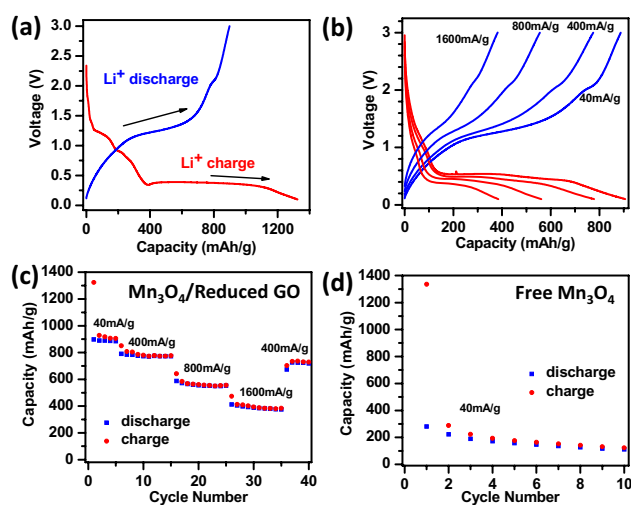 (a)
3.0
2.5
2.0
1.5
1.0
0.5
0.0
Voltage (V)
Li⁺ discharge
Li⁺ charge
0 400 800 1200
Capacity (mAh/g)
(b)
3
2
1
0
Voltage (V)
1600mA/g
800mA/g
400mA/g
40mA/g
0 200 400 600 800
Capacity (mAh/g)
(c)
1400
1200
1000
800
600
400
200
0
Capacity (mAh/g)
Mn₃O₄/Reduced GO
40mA/g
400mA/g
800mA/g
1600mA/g
400mA/g
discharge
charge
0 10 20 30 40
Cycle Number
(d)
1400
1200
1000
800
600
400
200
0
Capacity (mAh/g)
Free Mn₃O₄
discharge
charge
40mA/g
0 2 4 6 8 10
Cycle Number